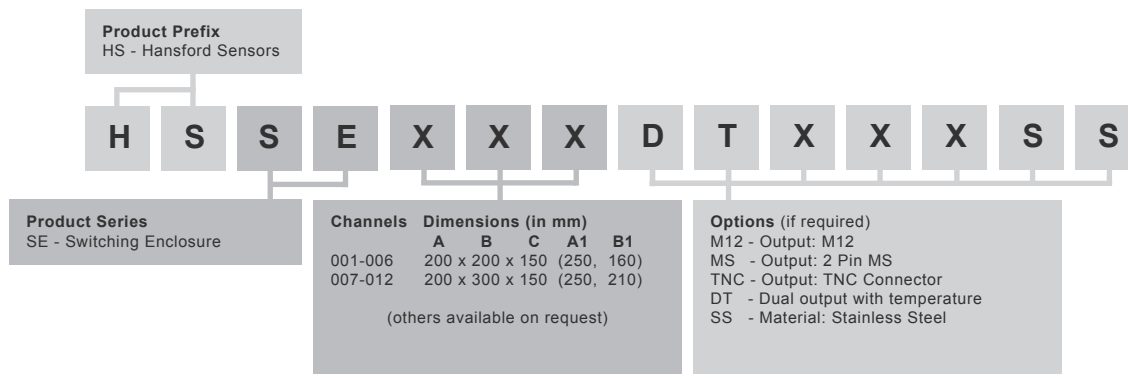 Product Prefix
HS - Hansford Sensors
H S S E X X X D T X X X S S
Product Series
SE - Switching Enclosure
Channels Dimensions (in mm)
A B C A1 B1
001-006 200 x 200 x 150 (250, 160)
007-012 200 x 300 x 150 (250, 210)
(others available on request)
Options (if required)
M12 - Output: M12
MS - Output: 2 Pin MS
TNC - Output: TNC Connector
DT - Dual output with temperature
SS - Material: Stainless Steel